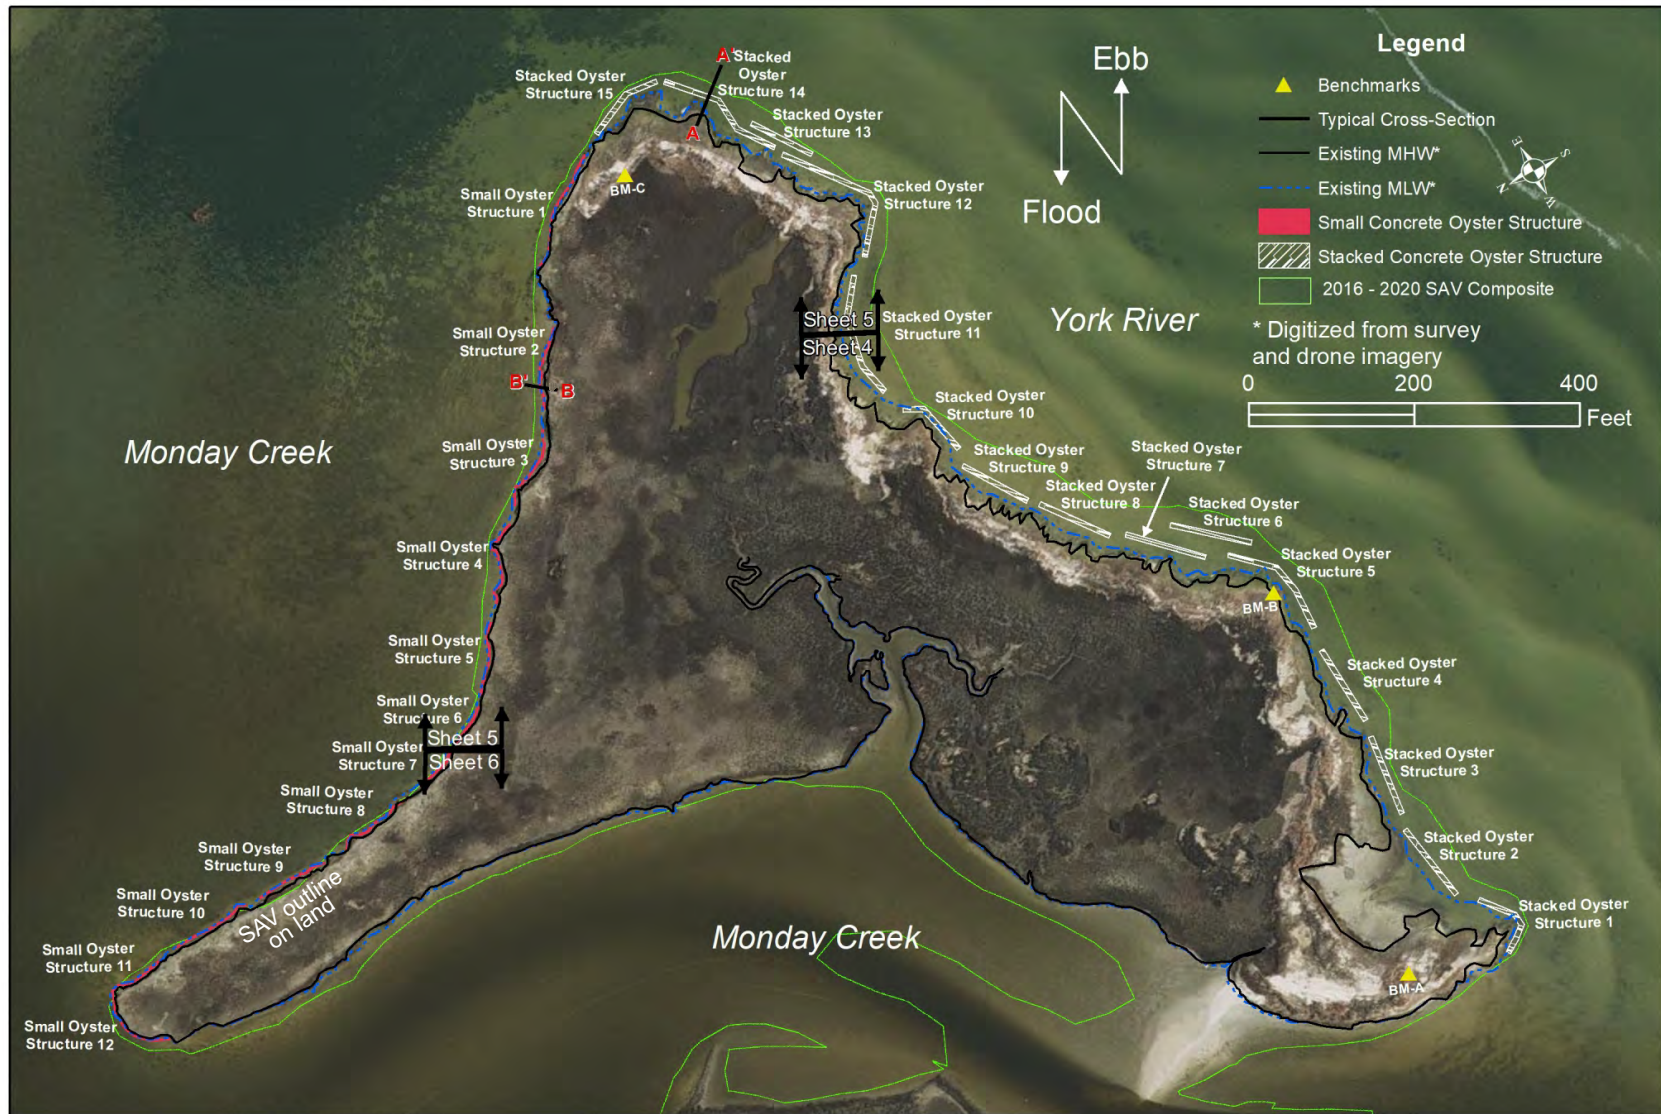 Legend
Benchmarks
Typical Cross-Section
Existing MHW*
Existing MLW*
Small Concrete Oyster Structure
Stacked Concrete Oyster Structure
2016 - 2020 SAV Composite
* Digitized from survey
and drone imagery
0 200 400
Feet
Ebb
Flood
N
E
S
W
N
York River
Monday Creek
Monday Creek
A'
A
B'
B
BM-C
BM-B
BM-A
Sheet 5
Sheet 4
Sheet 5
Sheet 6
SAV outline
on land
Stacked Oyster
Structure 15
Stacked
Oyster
Structure 14
Stacked Oyster
Structure 13
Stacked Oyster
Structure 12
Stacked Oyster
Structure 11
Stacked Oyster
Structure 10
Stacked Oyster
Structure 9
Stacked Oyster
Structure 8
Stacked Oyster
Structure 7
Stacked Oyster
Structure 6
Stacked Oyster
Structure 5
Stacked Oyster
Structure 4
Stacked Oyster
Structure 3
Stacked Oyster
Structure 2
Stacked Oyster
Structure 1
Small Oyster
Structure 1
Small Oyster
Structure 2
Small Oyster
Structure 3
Small Oyster
Structure 4
Small Oyster
Structure 5
Small Oyster
Structure 6
Small Oyster
Structure 7
Small Oyster
Structure 8
Small Oyster
Structure 9
Small Oyster
Structure 10
Small Oyster
Structure 11
Small Oyster
Structure 12